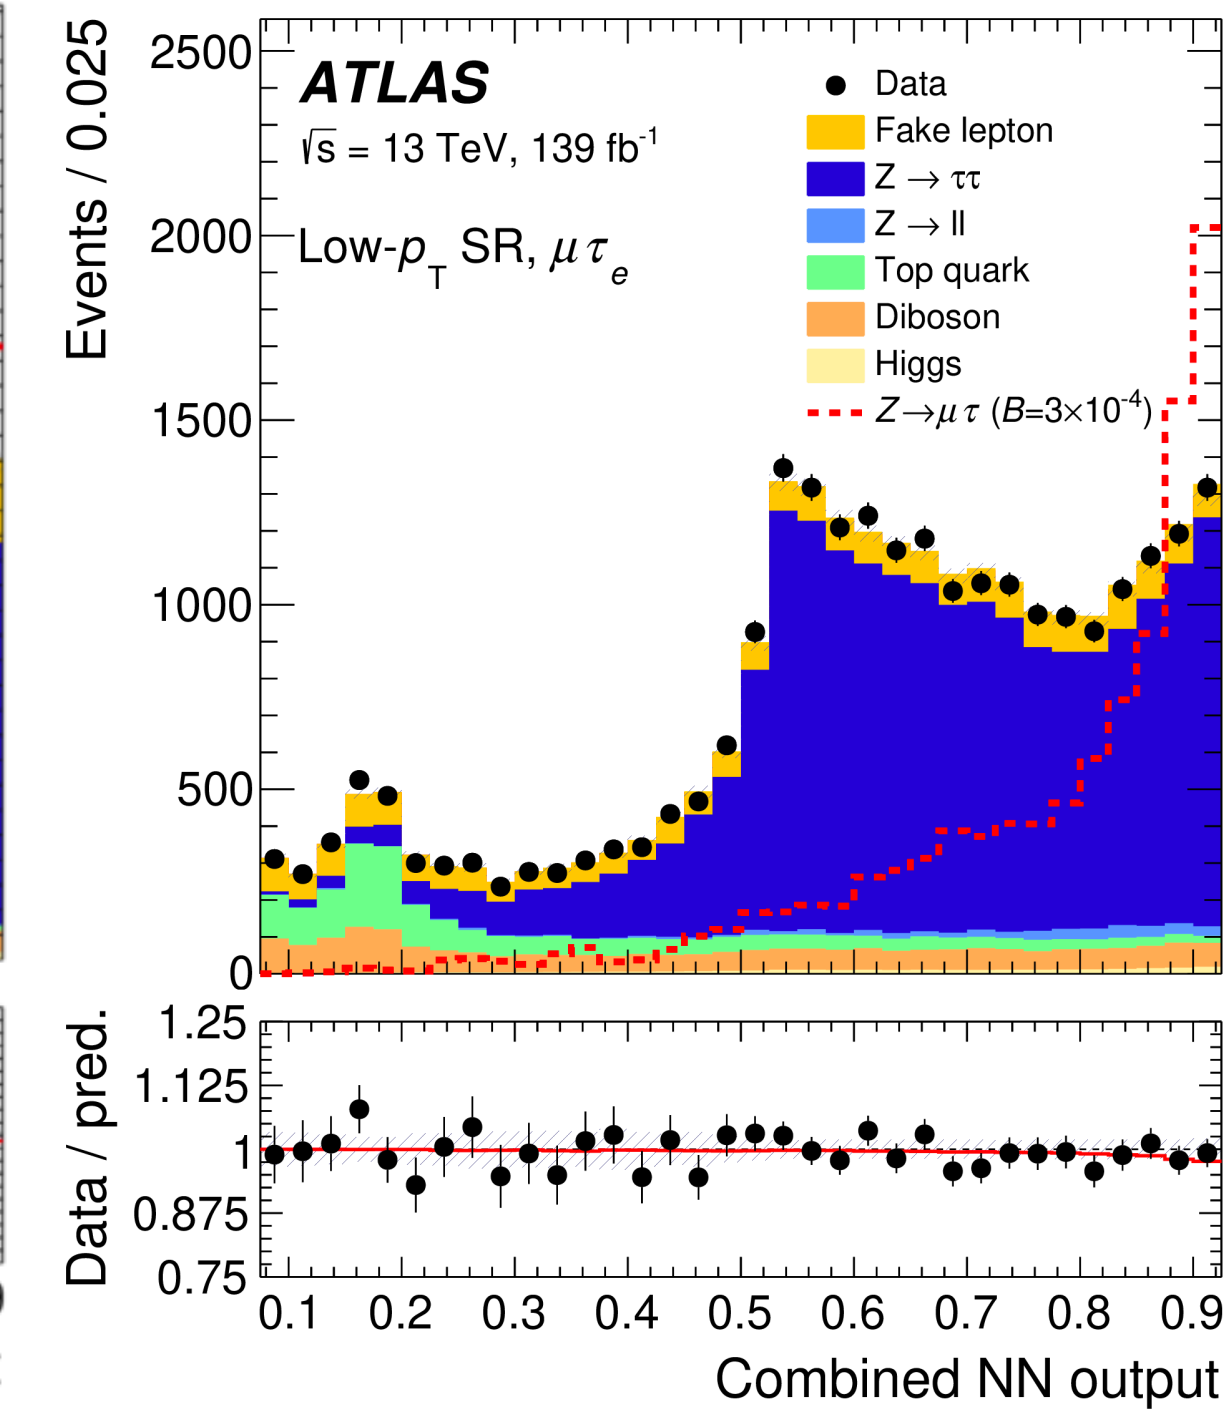 Events / 0.025
2500
2000
1500
1000
500
0
ATLAS
√s = 13 TeV, 139 fb-1
Low-pT SR, μτe
Data
Fake lepton
Z → ττ
Z → ll
Top quark
Diboson
Higgs
Z→μτ (B=3×10-4)
Data / pred.
1.25
1.125
1
0.875
0.75
0.1 0.2 0.3 0.4 0.5 0.6 0.7 0.8 0.9
Combined NN output